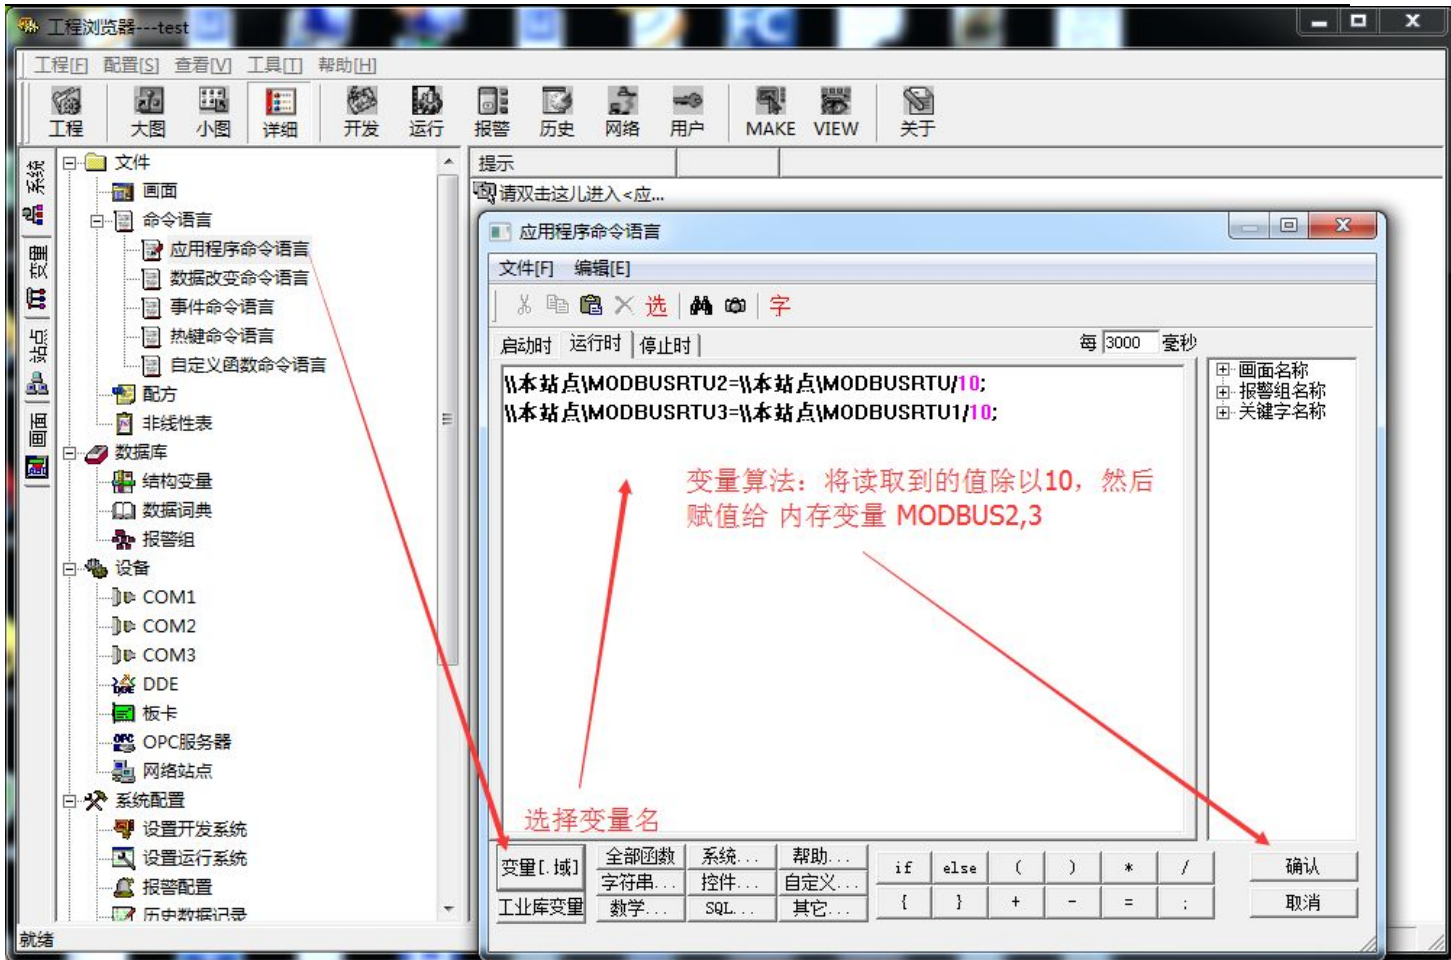 工程浏览器---test
工程[F] 配置[S] 查看[V] 工具[T] 帮助[H]
工程 大图 小图 详细 开发 运行 报警 历史 网络 用户 MAKE VIEW 关于
系统
变量
站点
画面
文件
画面
命令语言
应用程序命令语言
数据改变命令语言
事件命令语言
热键命令语言
自定义函数命令语言
配方
非线性表
数据库
结构变量
数据词典
报警组
设备
COM1
COM2
COM3
DDE
板卡
OPC服务器
网络站点
系统配置
设置开发系统
设置运行系统
报警配置
历史数据记录
就绪
提示
请双击这儿进入<应...
应用程序命令语言
文件[F] 编辑[E]
选 字
启动时 运行时 停止时 每 3000 毫秒
\\本站点\MODBUSRTU2=\\本站点\MODBUSRTU/10;
\\本站点\MODBUSRTU3=\\本站点\MODBUSRTU1/10;
画面名称
报警组名称
关键字名称
变量算法：将读取到的值除以10，然后
赋值给 内存变量 MODBUS2,3
选择变量名
变量[.域] 全部函数 系统... 帮助... if else ( ) * / 确认
字符串... 控件... 自定义...
工业库变量 数学... SQL... 其它... { } + - = ; 取消